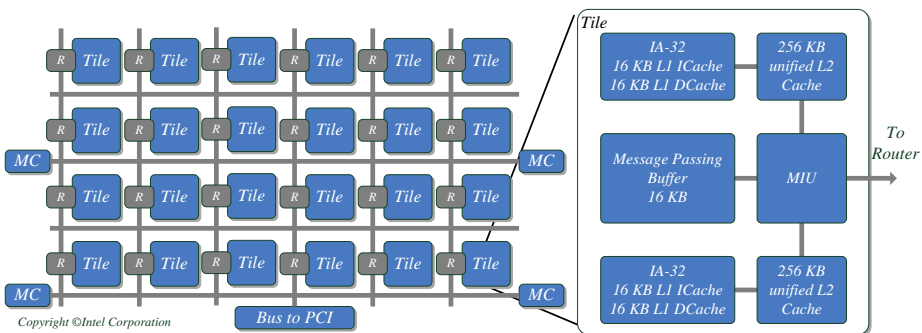 R Tile R Tile R Tile R Tile R Tile R Tile
R Tile R Tile R Tile R Tile R Tile R Tile
MC MC
R Tile R Tile R Tile R Tile R Tile R Tile
R Tile R Tile R Tile R Tile R Tile R Tile
MC MC
Bus to PCI
Copyright ©Intel Corporation
Tile
IA-32
16 KB L1 ICache
16 KB L1 DCache
256 KB
unified L2
Cache
Message Passing
Buffer
16 KB
MIU
To
Router
IA-32
16 KB L1 ICache
16 KB L1 DCache
256 KB
unified L2
Cache